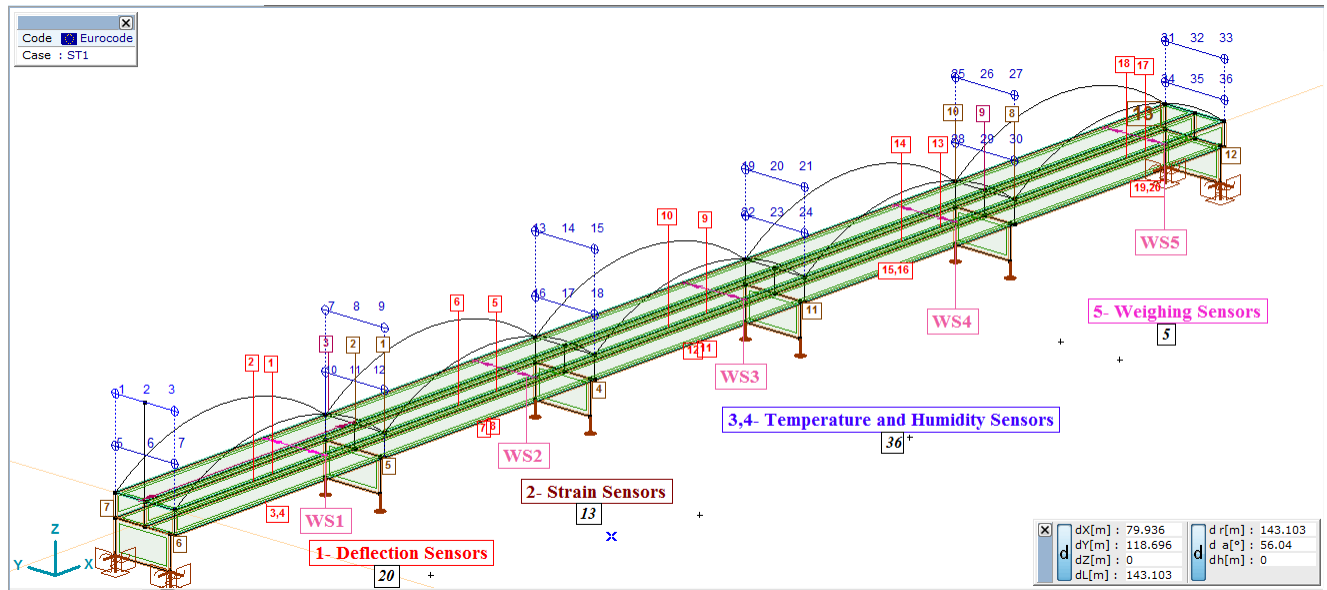 Code Eurocode
Case : ST1
31 32 33
34 35 36
18 17
13
12
19,20
WS5
25 26 27
10 9 8
28 29 30
14 13
15,16
WS4
19 20 21
22 23 24
10 9
11
12 11
WS3
13 14 15
16 17 18
6 5
4
7 8
WS2
7 8 9
3 2 1
10 11 12
2 1
5
3,4
WS1
1 2 3
5 6 7
7
6
5- Weighing Sensors
5
3,4- Temperature and Humidity Sensors
36
2- Strain Sensors
13
1- Deflection Sensors
20
Z
Y X
d dX[m] : 79.936
dY[m] : 118.696
dZ[m] : 0
dL[m] : 143.103
d d r[m] : 143.103
d a[°] : 56.04
dh[m] : 0